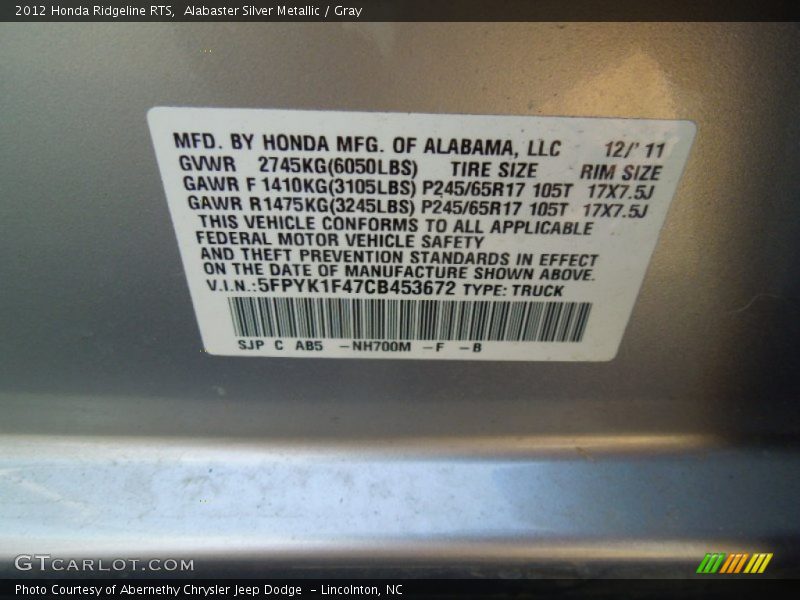 2012 Honda Ridgeline RTS,  Alabaster Silver Metallic / Gray
MFD. BY HONDA MFG. OF ALABAMA, LLC 12/' 11
GVWR 2745KG(6050LBS) TIRE SIZE RIM SIZE
GAWR F 1410KG(3105LBS) P245/65R17 105T 17X7.5J
GAWR R1475KG(3245LBS) P245/65R17 105T 17X7.5J
THIS VEHICLE CONFORMS TO ALL APPLICABLE
FEDERAL MOTOR VEHICLE SAFETY
AND THEFT PREVENTION STANDARDS IN EFFECT
ON THE DATE OF MANUFACTURE SHOWN ABOVE.
V.I.N.:5FPYK1F47CB453672 TYPE: TRUCK
SJP C AB5 -NH700M -F -B
GTCARLOT.COM
Photo Courtesy of Abernethy Chrysler Jeep Dodge - Lincolnton, NC